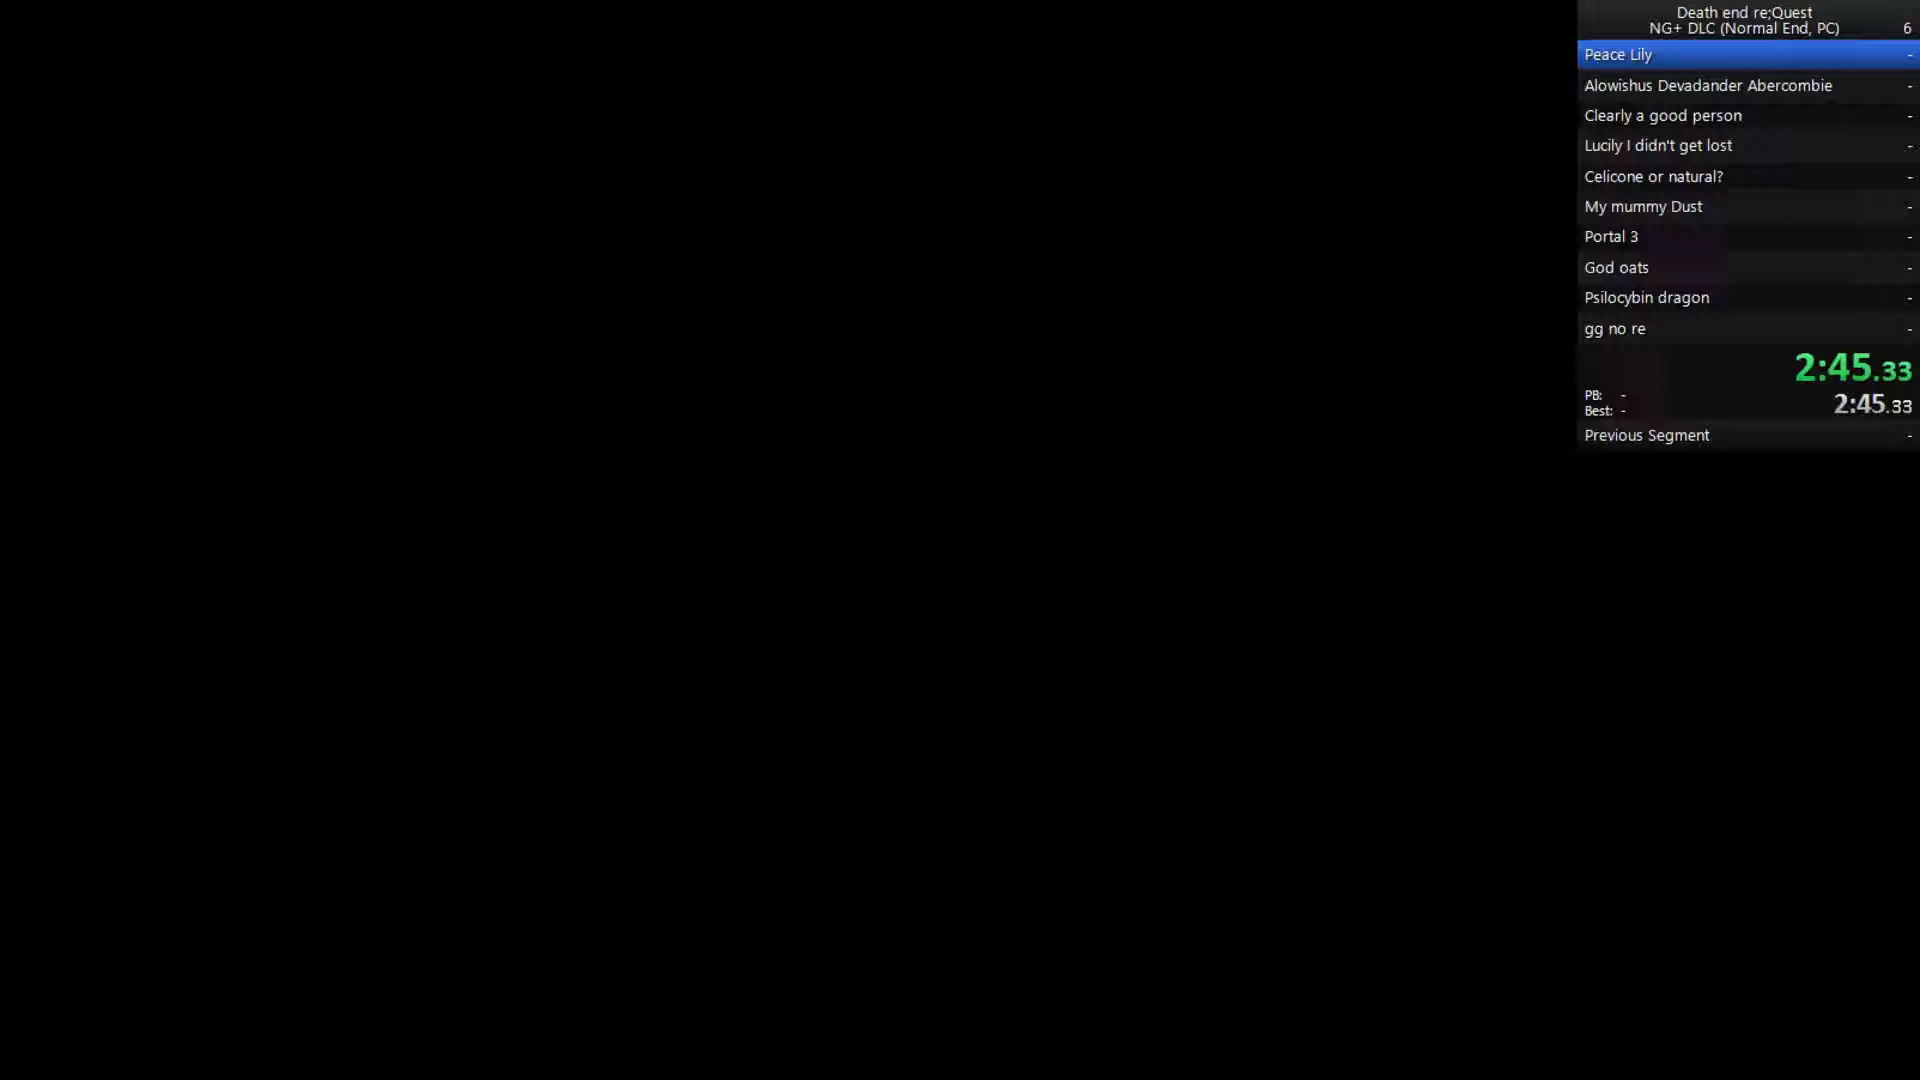 Death end re;Quest
NG+ DLC (Normal End, PC) 6
Peace Lily -
Alowishus Devadander Abercombie -
Clearly a good person -
Lucily I didn't get lost -
Celicone or natural? -
My mummy Dust -
Portal 3 -
God oats -
Psilocybin dragon -
gg no re -
2:45.33
PB: -
2:45.33
Best: -
Previous Segment -